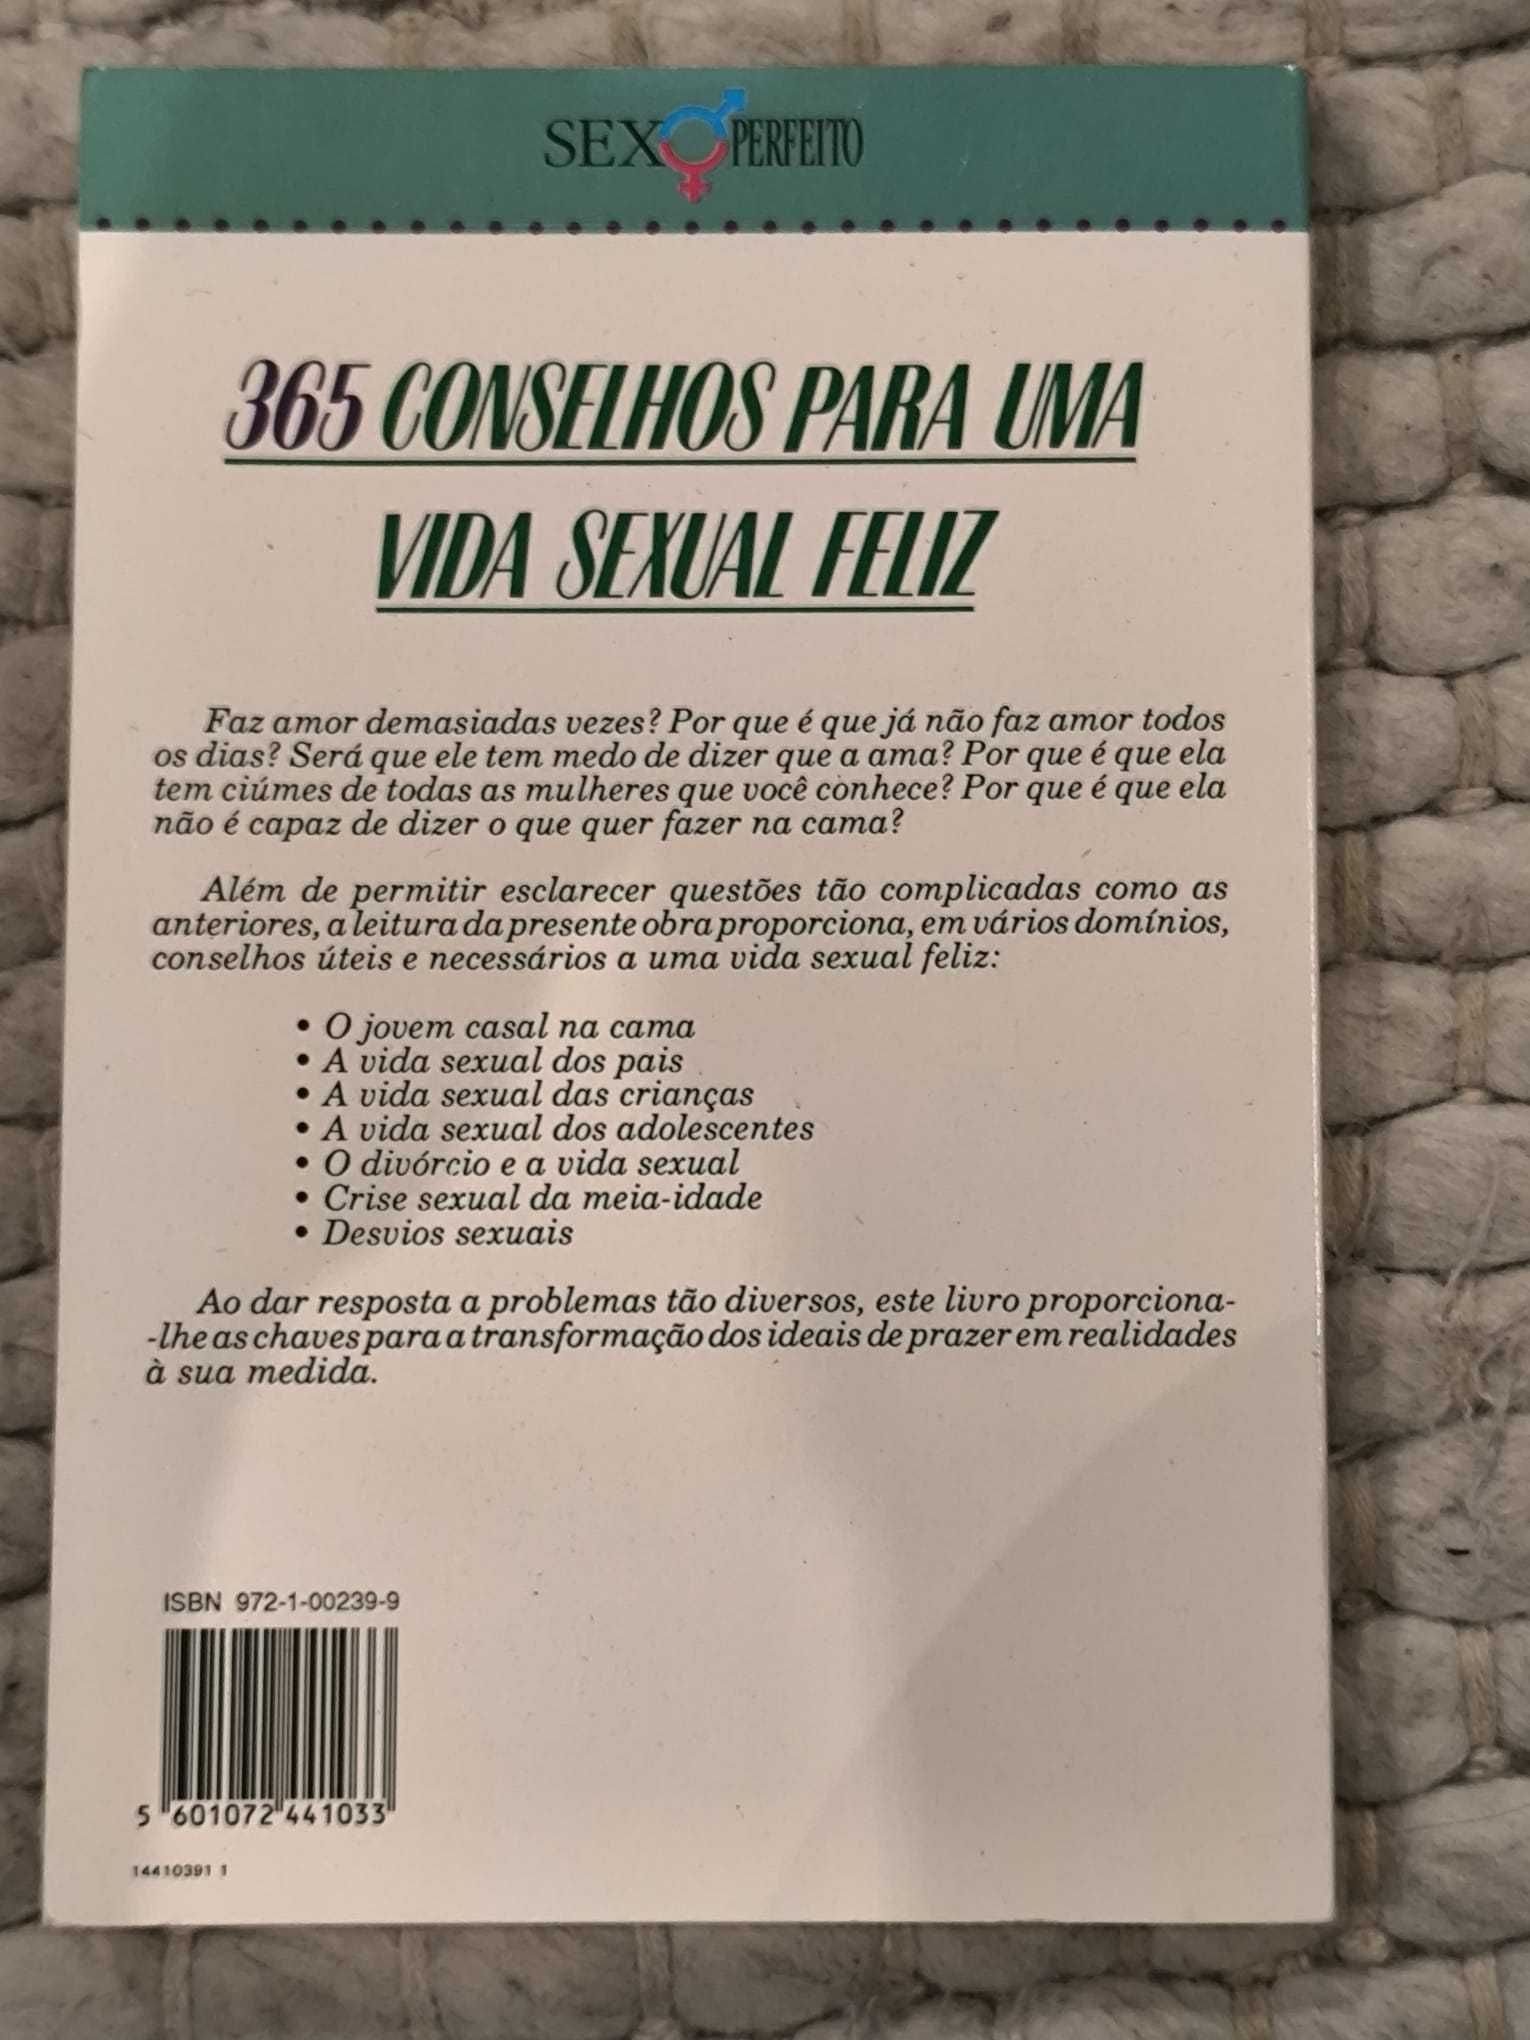 SEXO PERFEITO
365 CONSELHOS PARA UMA
VIDA SEXUAL FELIZ
Faz amor demasiadas vezes? Por que é que já não faz amor todos
os dias? Será que ele tem medo de dizer que a ama? Por que é que ela
tem ciúmes de todas as mulheres que você conhece? Por que é que ela
não é capaz de dizer o que quer fazer na cama?
Além de permitir esclarecer questões tão complicadas como as
anteriores, a leitura da presente obra proporciona, em vários domínios,
conselhos úteis e necessários a uma vida sexual feliz:
• O jovem casal na cama
• A vida sexual dos pais
• A vida sexual das crianças
• A vida sexual dos adolescentes
• O divórcio e a vida sexual
• Crise sexual da meia-idade
• Desvios sexuais
Ao dar resposta a problemas tão diversos, este livro proporciona-
-lhe as chaves para a transformação dos ideais de prazer em realidades
à sua medida.
ISBN 972-1-00239-9
5 601072 441033
14410391 1